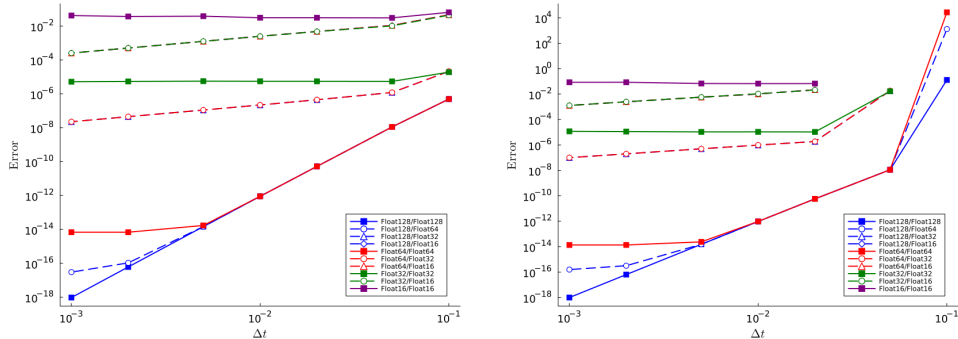 10^-2
10^-4
10^-6
10^-8
10^-10
10^-12
10^-14
10^-16
10^-18
Error
Float128/Float128
Float128/Float64
Float128/Float32
Float128/Float16
Float64/Float64
Float64/Float32
Float64/Float16
Float32/Float32
Float32/Float16
Float16/Float16
10^-3
10^-2
10^-1
Δt
10^4
10^2
10^0
10^-2
10^-4
10^-6
10^-8
10^-10
10^-12
10^-14
10^-16
10^-18
Error
Float128/Float128
Float128/Float64
Float128/Float32
Float128/Float16
Float64/Float64
Float64/Float32
Float64/Float16
Float32/Float32
Float32/Float16
Float16/Float16
10^-3
10^-2
10^-1
Δt